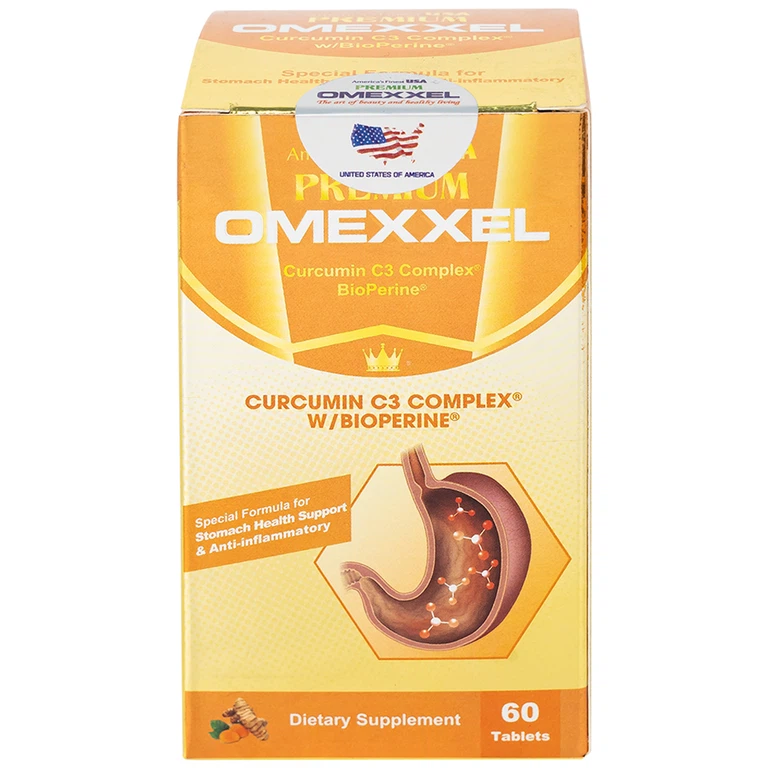 PREMIUM
OMEXXEL
Curcumin C3 Complex®
w/BioPerine®
Special Formula for
Stomach Health Inflammatory
America's Finest USA
PREMIUM
OMEXXEL
The art of beauty and healthy living
UNITED STATES OF AMERICA
PREMIUM
OMEXXEL
Curcumin C3 Complex®
BioPerine®
CURCUMIN C3 COMPLEX®
W/BIOPERINE®
Special Formula for
Stomach Health Support
& Anti-inflammatory
Dietary Supplement
60
Tablets